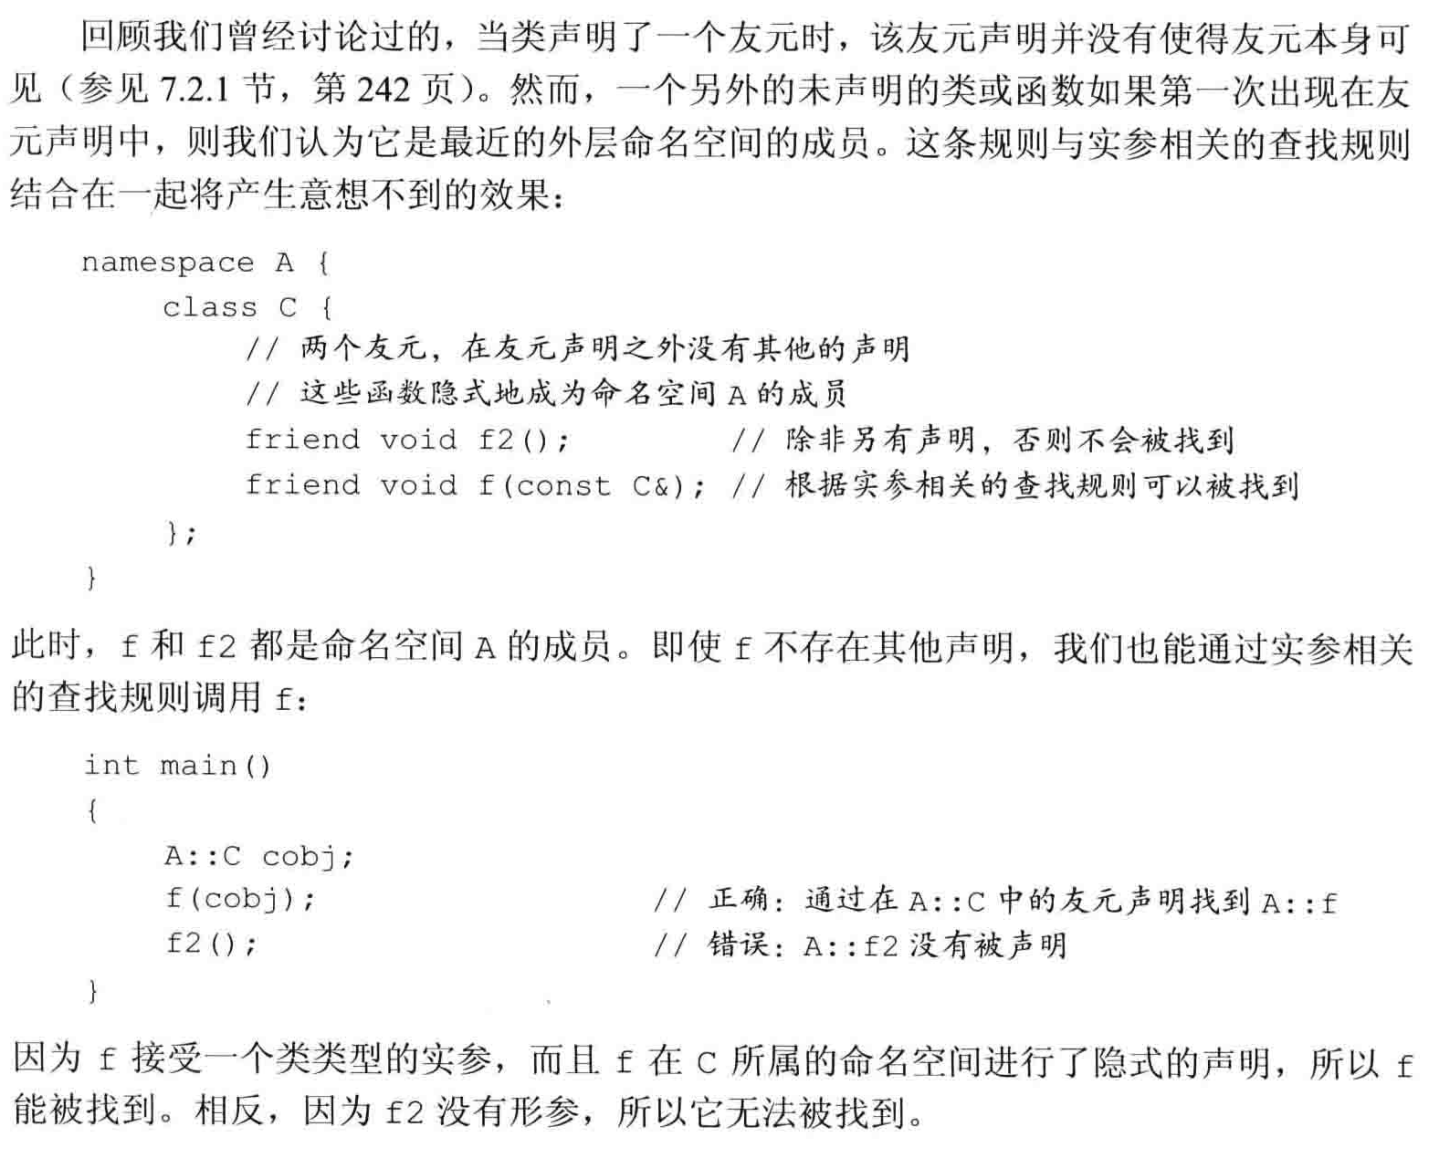 回顾我们曾经讨论过的，当类声明了一个友元时，该友元声明并没有使得友元本身可
见（参见 7.2.1 节，第 242 页）。然而，一个另外的未声明的类或函数如果第一次出现在友
元声明中，则我们认为它是最近的外层命名空间的成员。这条规则与实参相关的查找规则
结合在一起将产生意想不到的效果：
namespace A {
class C {
// 两个友元，在友元声明之外没有其他的声明
// 这些函数隐式地成为命名空间 A 的成员
friend void f2(); // 除非另有声明，否则不会被找到
friend void f(const C&); // 根据实参相关的查找规则可以被找到
};
}
此时，f 和 f2 都是命名空间 A 的成员。即使 f 不存在其他声明，我们也能通过实参相关
的查找规则调用 f：
int main()
{
A::C cobj;
f(cobj); // 正确：通过在 A::C 中的友元声明找到 A::f
f2(); // 错误：A::f2 没有被声明
}
因为 f 接受一个类类型的实参，而且 f 在 C 所属的命名空间进行了隐式的声明，所以 f
能被找到。相反，因为 f2 没有形参，所以它无法被找到。